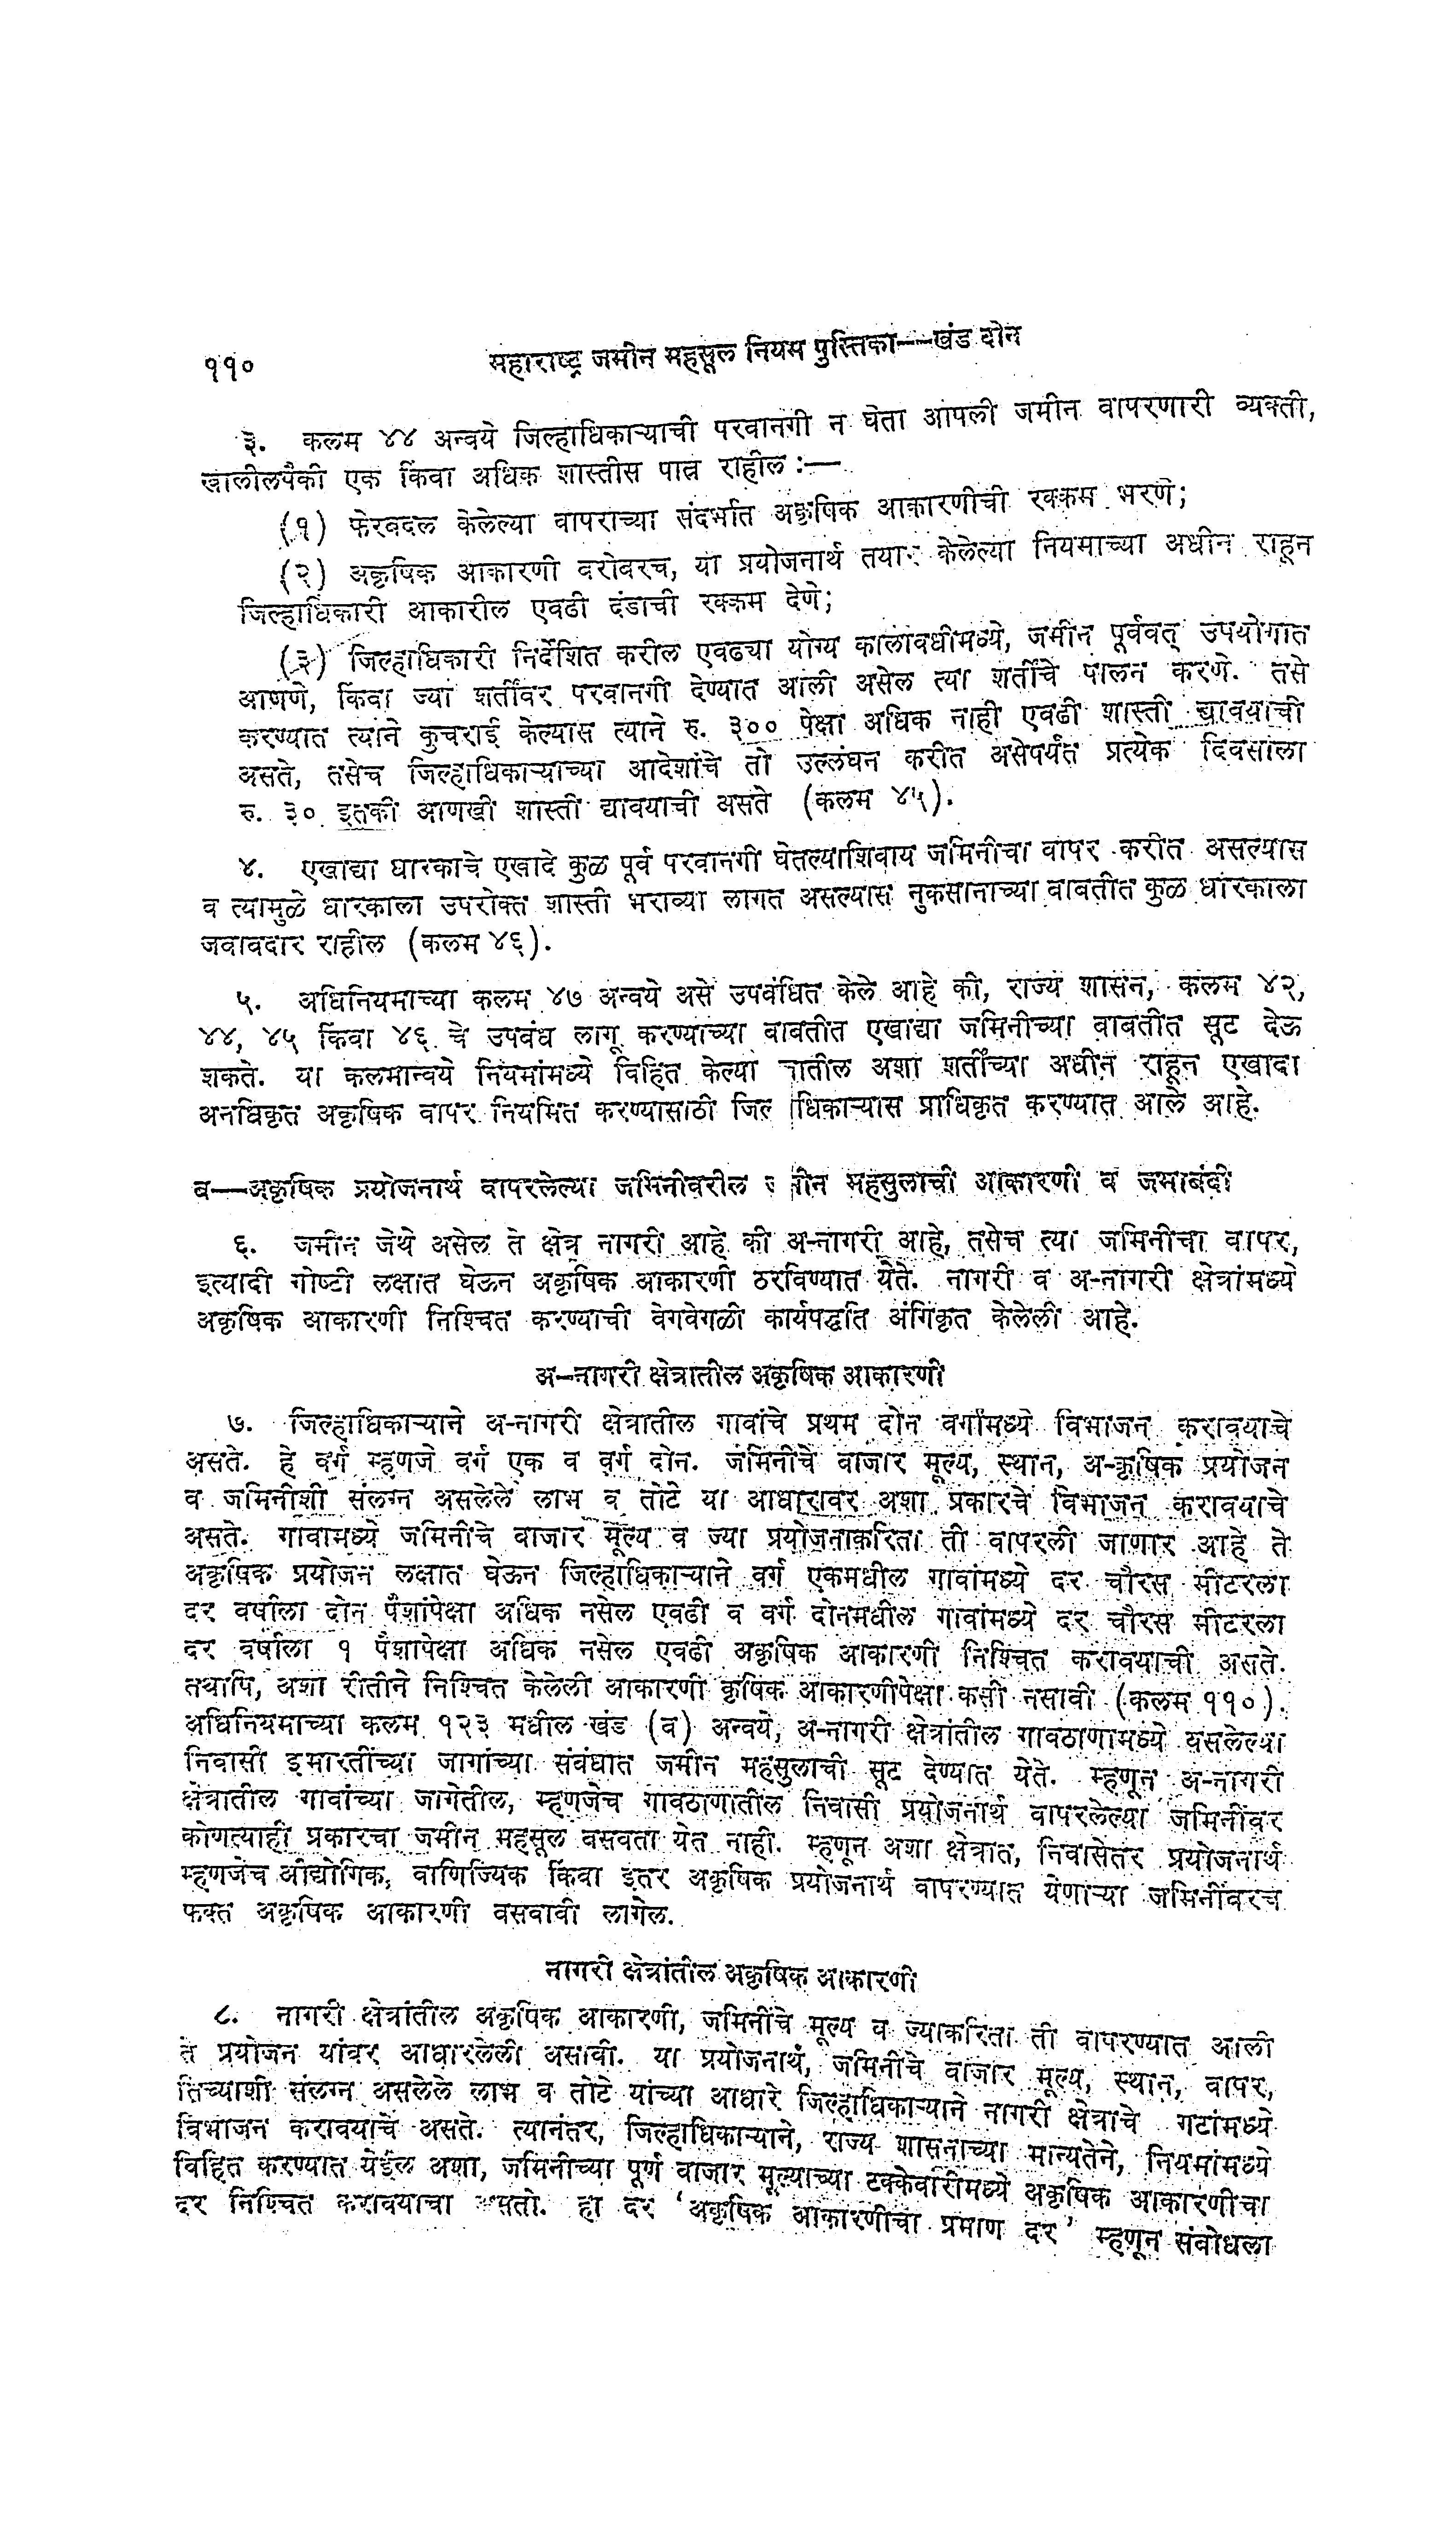 ११०
महाराष्ट्र जमीन महसूल नियम पुस्तिका--खंड दोन
३. कलम ४४ अन्वये जिल्हाधिकाऱ्याची परवानगी न घेता आपली जमीन वापरणारी व्यक्ती,
खालीलपैकी एक किंवा अधिक शास्तीस पात्र राहील :—
(१) फेरबदल केलेल्या वापराच्या संदर्भात अकृषिक आकारणीची रक्कम भरणे;
(२) अकृषिक आकारणी बरोबरच, या प्रयोजनार्थ तयार केलेल्या नियमाच्या अधीन राहून
जिल्हाधिकारी आकारील एवढी दंडाची रक्कम देणे;
(३) जिल्हाधिकारी निर्देशित करील एवढ्या योग्य कालावधीमध्ये, जमीन पूर्ववत् उपयोगात
आणणे, किंवा ज्या शर्तींवर परवानगी देण्यात आली असेल त्या शर्तींचे पालन करणे. तसे
करण्यात त्याने कुचराई केल्यास त्याने रु. ३०० पेक्षा अधिक नाही एवढी शास्ती द्यावयाची
असते, तसेच जिल्हाधिकाऱ्याच्या आदेशांचे तो उल्लंघन करीत असेपर्यंत प्रत्येक दिवसाला
रु. ३० इतकी आणखी शास्ती द्यावयाची असते (कलम ४५).
४. एखाद्या धारकाचे एखादे कुळ पूर्व परवानगी घेतल्याशिवाय जमिनीचा वापर करीत असल्यास
व त्यामुळे धारकाला उपरोक्त शास्ती भराव्या लागत असल्यास नुकसानाच्या बाबतीत कुळ धारकाला
जवाबदार राहील (कलम ४६).
५. अधिनियमाच्या कलम ४७ अन्वये असे उपबंधित केले आहे की, राज्य शासन, कलम ४२,
४४, ४५ किंवा ४६ चे उपबंध लागू करण्याच्या बाबतीत एखाद्या जमिनीच्या बाबतीत सूट देऊ
शकते. या कलमान्वये नियमांमध्ये विहित केल्या जातील अशा शर्तींच्या अधीन राहून एखादा
अनधिकृत अकृषिक वापर नियमित करण्यासाठी जिल्हाधिकाऱ्यास प्राधिकृत करण्यात आले आहे.
ब—अकृषिक प्रयोजनार्थ वापरलेल्या जमिनीवरील जमीन महसुलाची आकारणी व जमाबंदी
६. जमीन जेथे असेल ते क्षेत्र नागरी आहे की अ-नागरी आहे, तसेच त्या जमिनीचा वापर,
इत्यादी गोष्टी लक्षात घेऊन अकृषिक आकारणी ठरविण्यात येते. नागरी व अ-नागरी क्षेत्रांमध्ये
अकृषिक आकारणी निश्चित करण्याची वेगवेगळी कार्यपद्धति अंगिकृत केलेली आहे.
अ-नागरी क्षेत्रातील अकृषिक आकारणी
७. जिल्हाधिकाऱ्याने अ-नागरी क्षेत्रातील गावांचे प्रथम दोन वर्गांमध्ये विभाजन करावयाचे
असते. हे वर्ग म्हणजे वर्ग एक व वर्ग दोन. जमिनीचे बाजार मूल्य, स्थान, अ-कृषिक प्रयोजन
व जमिनीशी संलग्न असलेले लाभ व तोटे या आधारावर अशा प्रकारचे विभाजन करावयाचे
असते. गावामध्ये जमिनीचे बाजार मूल्य व ज्या प्रयोजनाकरिता ती वापरली जाणार आहे ते
अकृषिक प्रयोजन लक्षात घेऊन जिल्हाधिकाऱ्याने वर्ग एकमधील गावांमध्ये दर चौरस मीटरला
दर वर्षाला दोन पैशांपेक्षा अधिक नसेल एवढी व वर्ग दोनमधील गावांमध्ये दर चौरस मीटरला
दर वर्षाला १ पैशापेक्षा अधिक नसेल एवढी अकृषिक आकारणी निश्चित करावयाची असते.
तथापि, अशा रीतीने निश्चित केलेली आकारणी कृषिक आकारणीपेक्षा कमी नसावी (कलम ११०).
अधिनियमाच्या कलम १२३ मधील खंड (ब) अन्वये, अ-नागरी क्षेत्रांतील गावठाणामध्ये वसलेल्या
निवासी इमारतींच्या जागांच्या संबंधात जमीन महसुलाची सूट देण्यात येते. म्हणून अ-नागरी
क्षेत्रातील गावांच्या जागेतील, म्हणजेच गावठाणातील निवासी प्रयोजनार्थ वापरलेल्या जमिनींवर
कोणत्याही प्रकारचा जमीन महसूल बसवता येत नाही. म्हणून अशा क्षेत्रात, निवासेतर प्रयोजनार्थ
म्हणजेच औद्योगिक, वाणिज्यिक किंवा इतर अकृषिक प्रयोजनार्थ वापरण्यात येणाऱ्या जमिनींवरच
फक्त अकृषिक आकारणी बसवावी लागेल.
नागरी क्षेत्रांतील अकृषिक आकारणी
८. नागरी क्षेत्रांतील अकृषिक आकारणी, जमिनींचे मूल्य व ज्याकरिता ती वापरण्यात आली
ते प्रयोजन यांवर आधारलेली असावी. या प्रयोजनार्थ, जमिनीचे बाजार मूल्य, स्थान, वापर,
तिच्याशी संलग्न असलेले लाभ व तोटे यांच्या आधारे जिल्हाधिकाऱ्याने नागरी क्षेत्राचे गटांमध्ये
विभाजन करावयाचे असते. त्यानंतर, जिल्हाधिकाऱ्याने, राज्य शासनाच्या मान्यतेने, नियमांमध्ये
विहित करण्यात येईल अशा, जमिनीच्या पूर्ण बाजार मूल्याच्या टक्केवारीमध्ये अकृषिक आकारणीचा
दर निश्चित करावयाचा असतो. हा दर 'अकृषिक आकारणीचा प्रमाण दर' म्हणून संबोधला